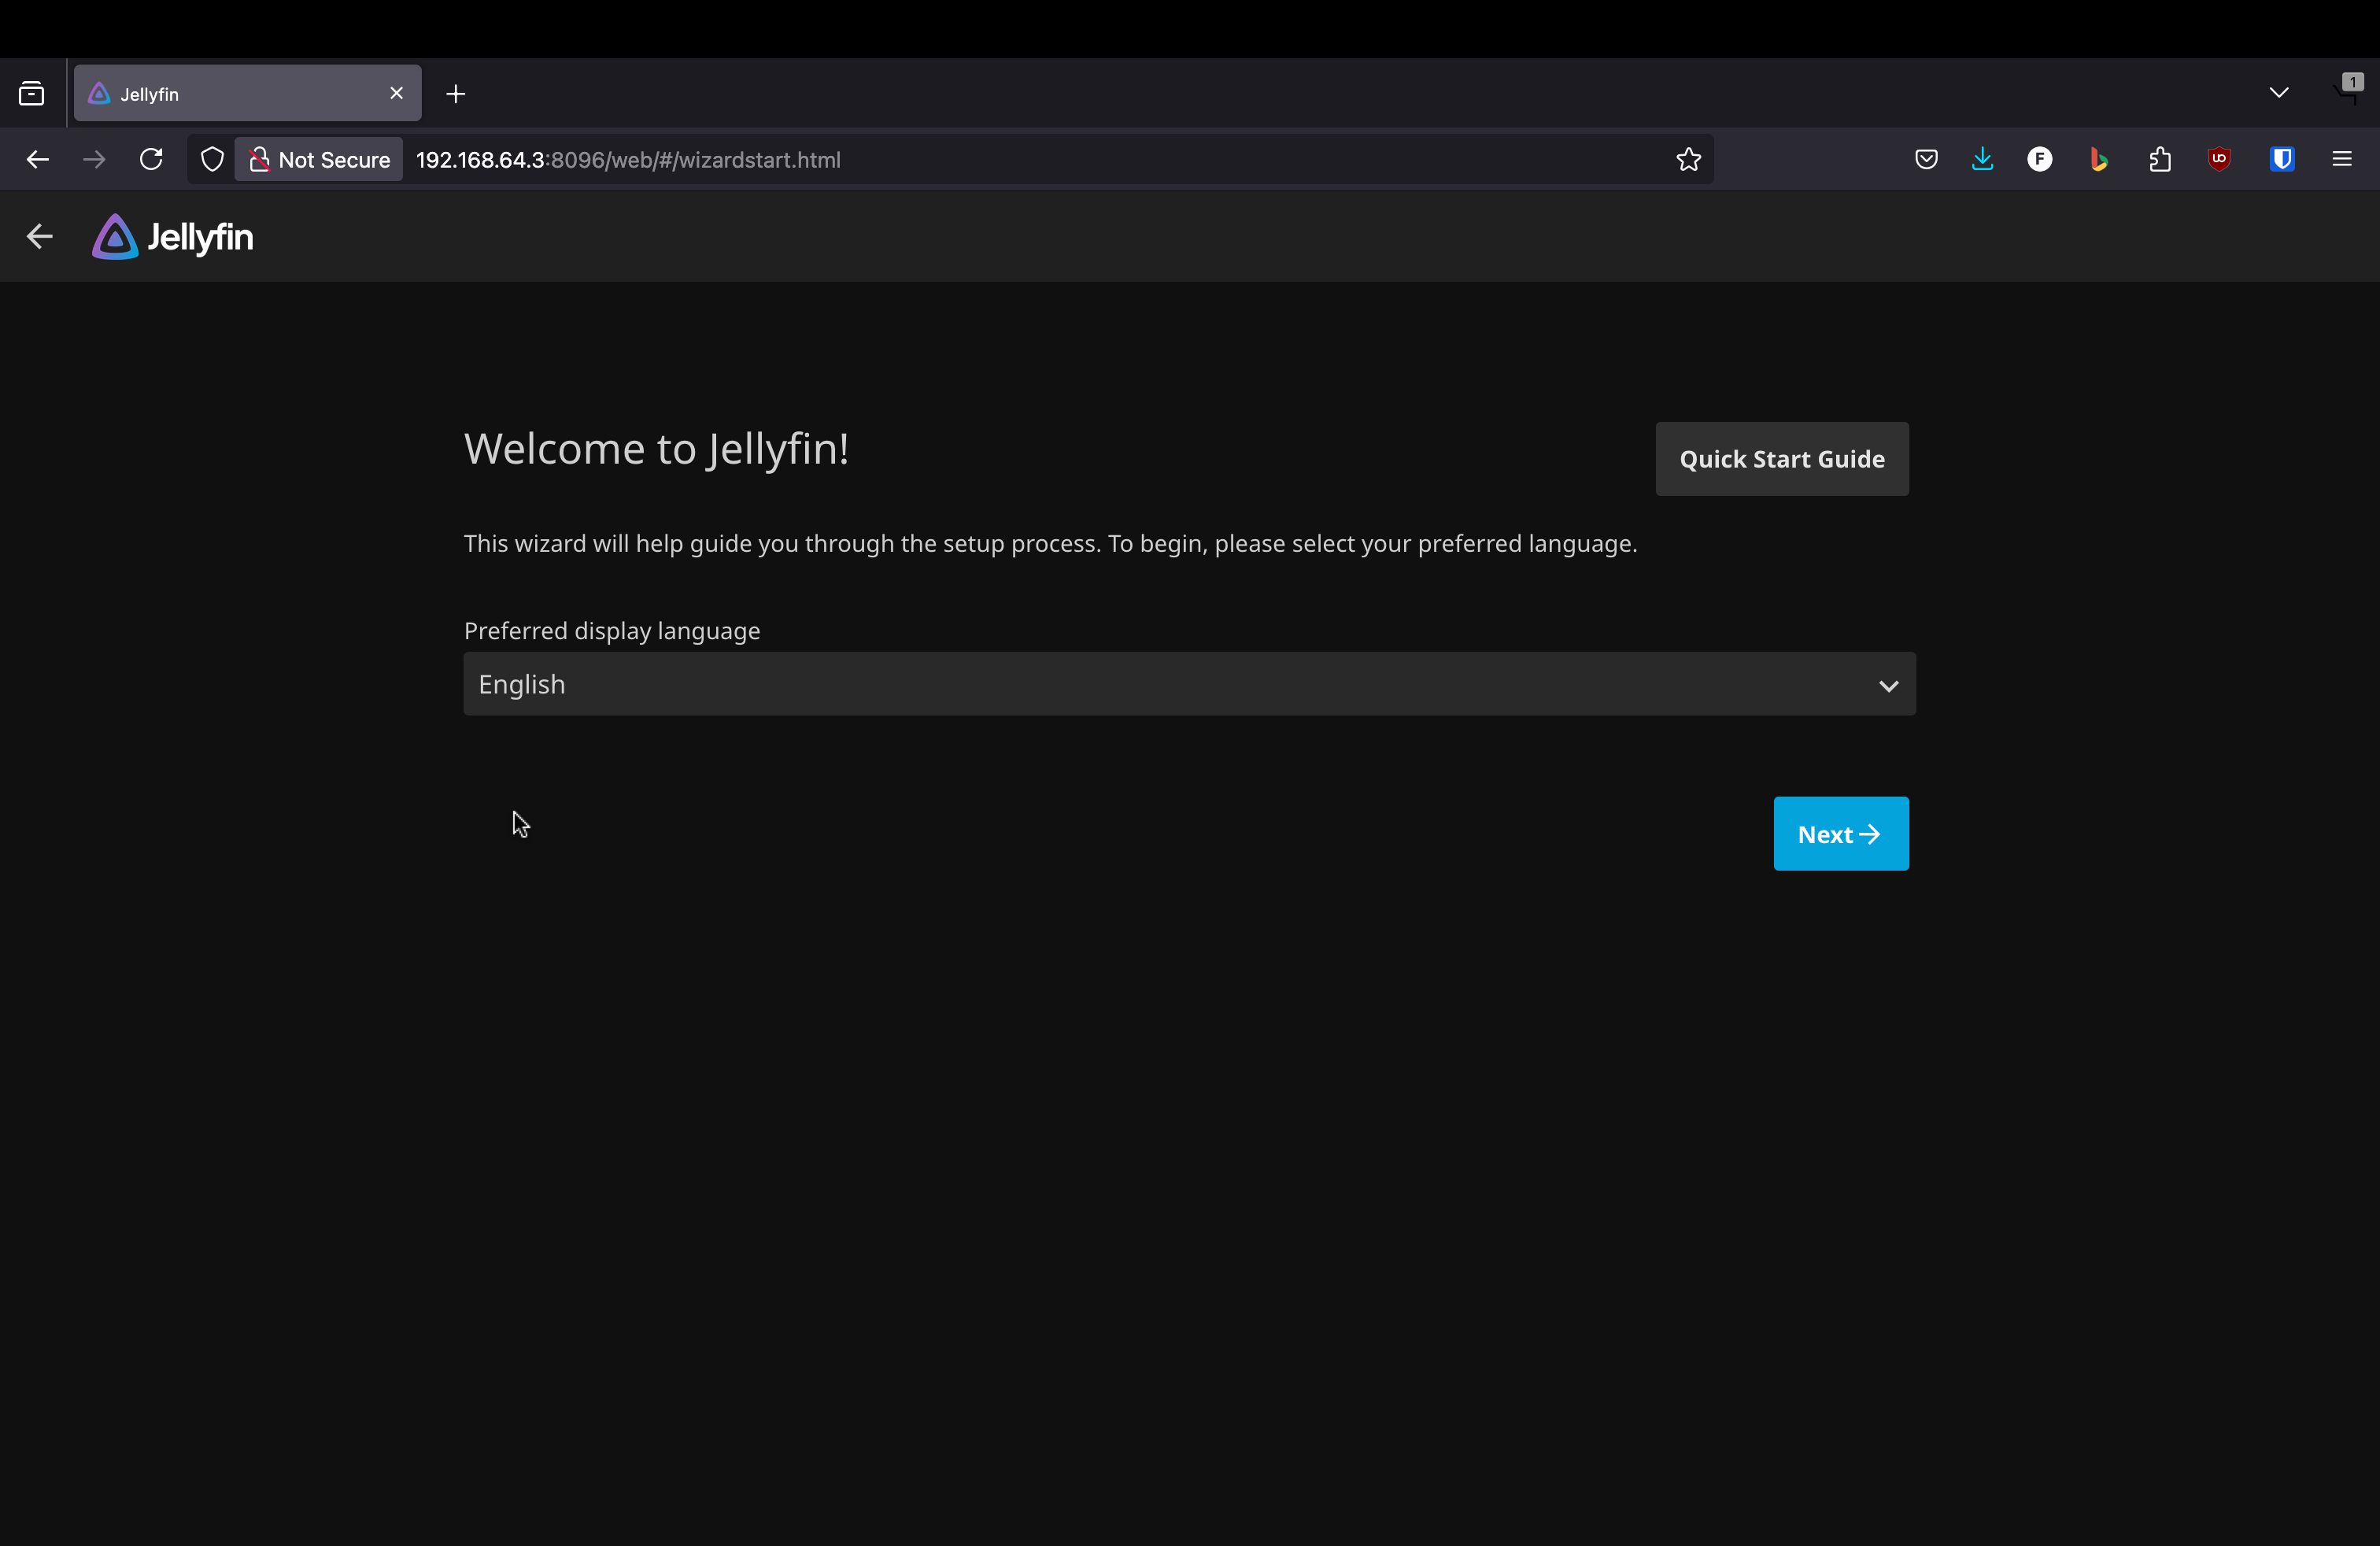 1
Jellyfin
Not Secure 192.168.64.3:8096/web/#/wizardstart.html
F
UO
Jellyfin
Welcome to Jellyfin!
Quick Start Guide
This wizard will help guide you through the setup process. To begin, please select your preferred language.
Preferred display language
English
Next